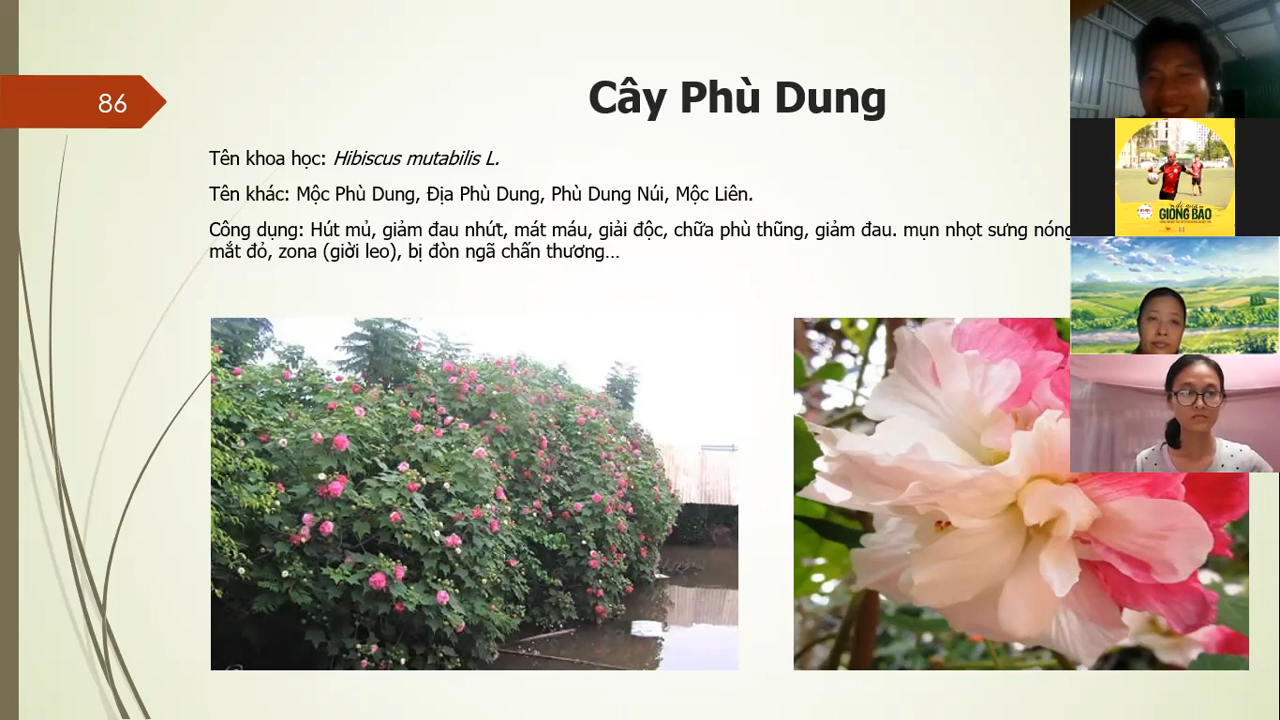 86
Cây Phù Dung
Tên khoa học: Hibiscus mutabilis L.
Tên khác: Mộc Phù Dung, Địa Phù Dung, Phù Dung Núi, Mộc Liên.
Công dụng: Hút mủ, giảm đau nhứt, mát máu, giải độc, chữa phù thũng, giảm đau. mụn nhọt sưng nóng
mắt đỏ, zona (giời leo), bị đòn ngã chấn thương…
GIÔNG BÃO